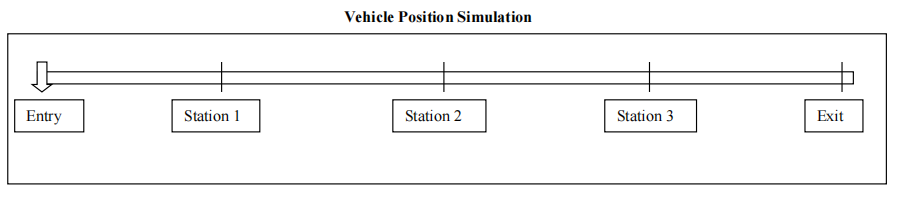 Vehicle Position Simulation
Entry
Station 1
Station 2
Station 3
Exit